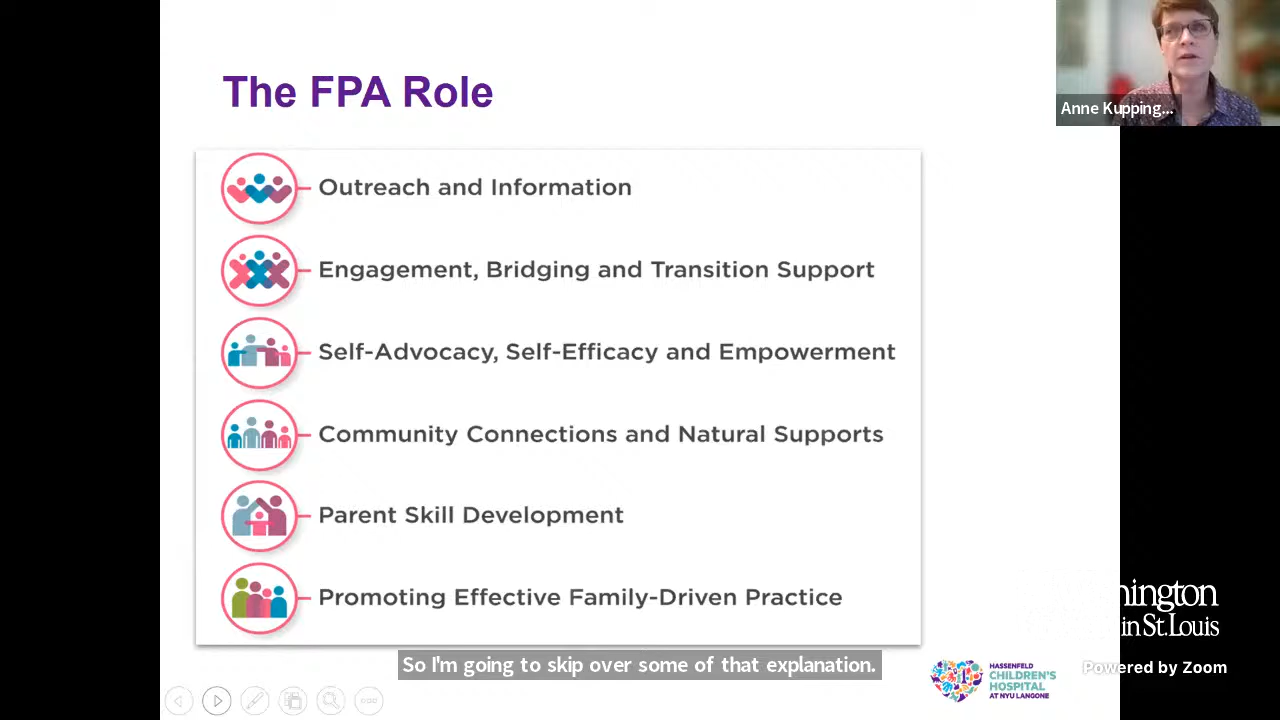 The FPA Role
Anne Kupping...
Outreach and Information
Engagement, Bridging and Transition Support
Self-Advocacy, Self-Efficacy and Empowerment
Community Connections and Natural Supports
Parent Skill Development
Promoting Effective Family-Driven Practice
So I'm going to skip over some of that explanation.
HASSENFELD
CHILDREN'S
HOSPITAL
AT NYU LANGONE
in St. Louis
Powered by Zoom